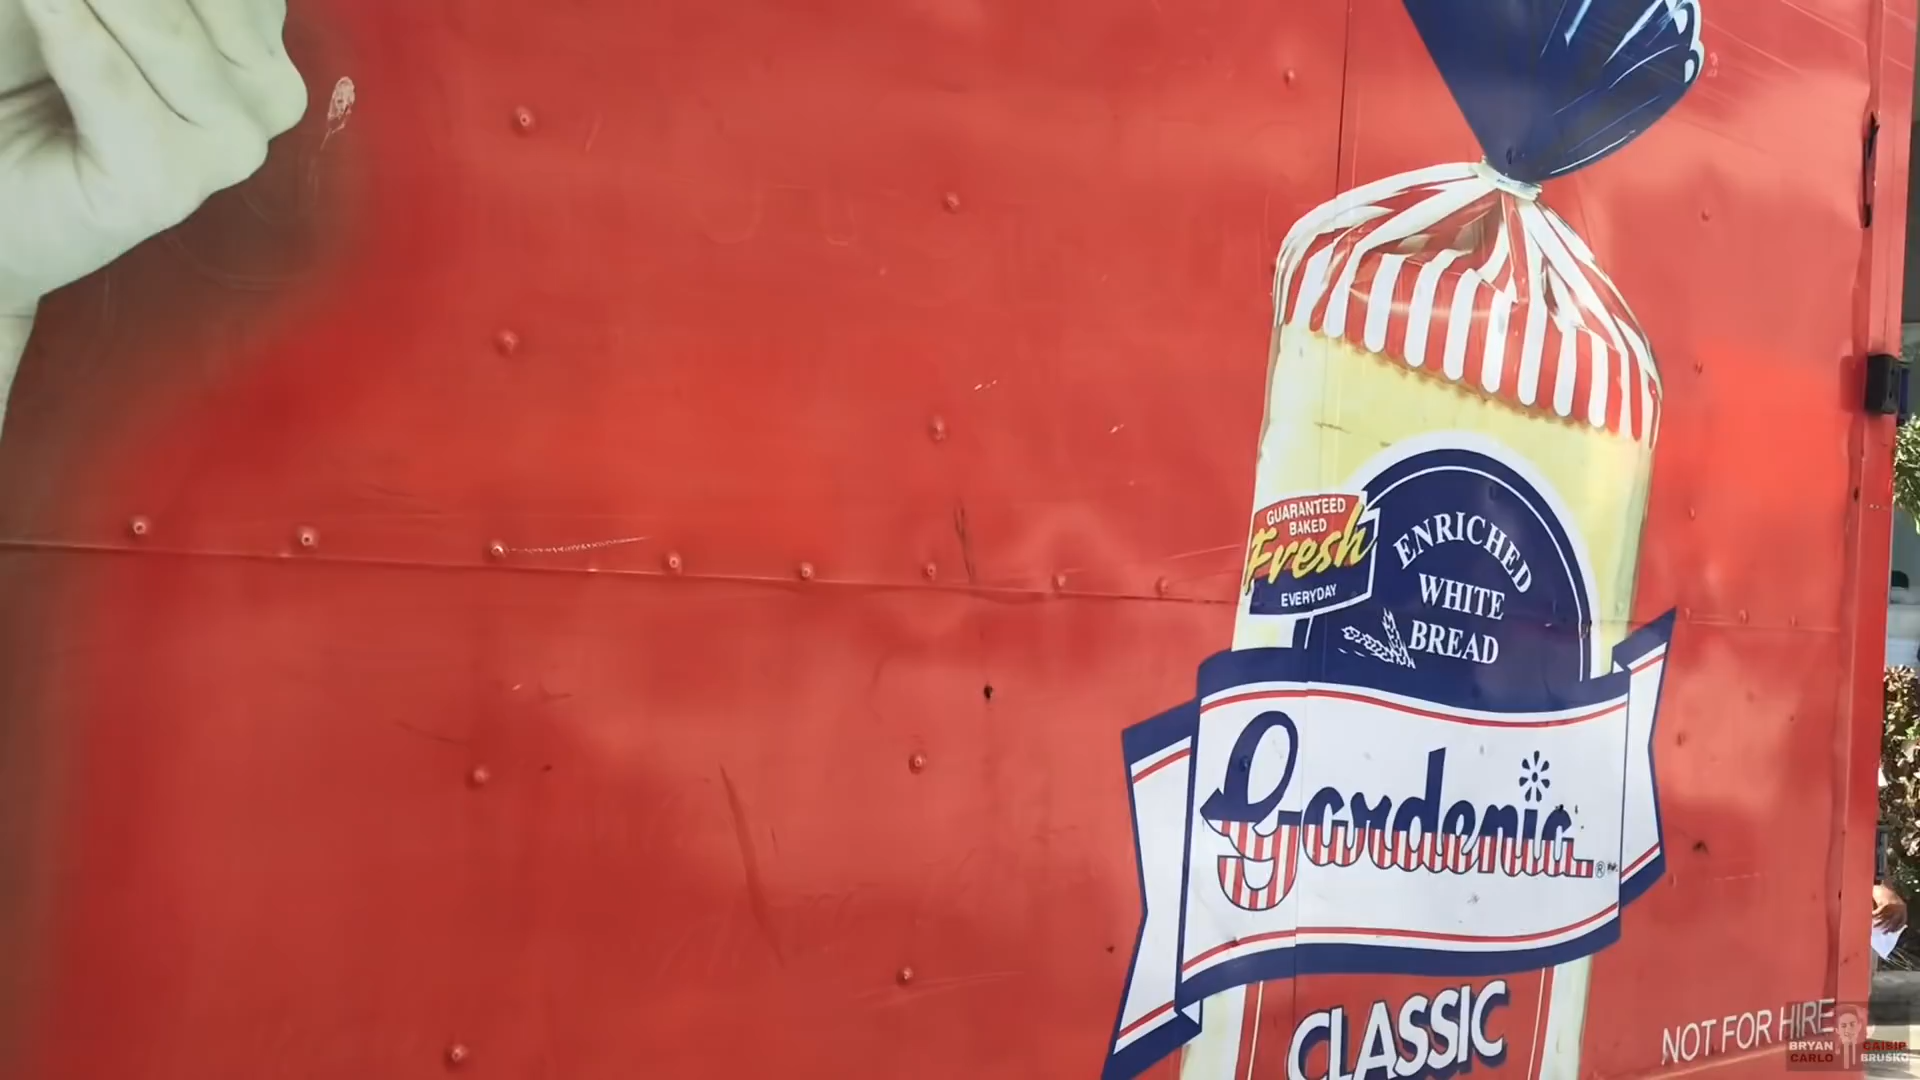 GUARANTEED
BAKED
Fresh
EVERYDAY
ENRICHED
WHITE
BREAD
Gardenia®
CLASSIC
NOT FOR HIRE
BRYAN CAISIP
CARLO BRUSKO